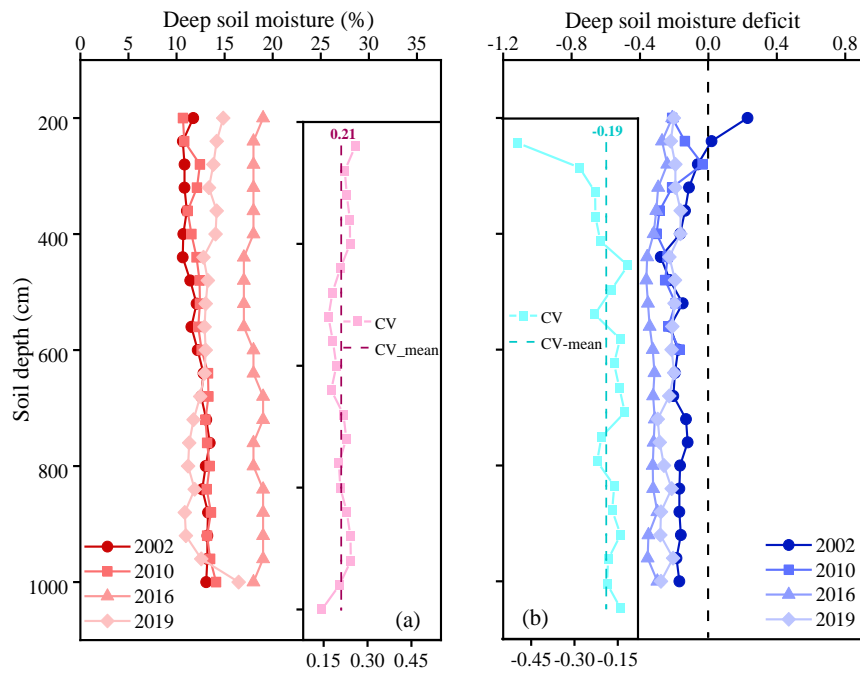 Deep soil moisture (%)
0 5 10 15 20 25 30 35
Soil depth (cm)
200
400
600
800
1000
0.21
CV
CV_mean
2002
2010
2016
2019
(a)
0.15 0.30 0.45
Deep soil moisture deficit
-1.2 -0.8 -0.4 0.0 0.4 0.8
-0.19
CV
CV-mean
(b)
2002
2010
2016
2019
-0.45 -0.30 -0.15